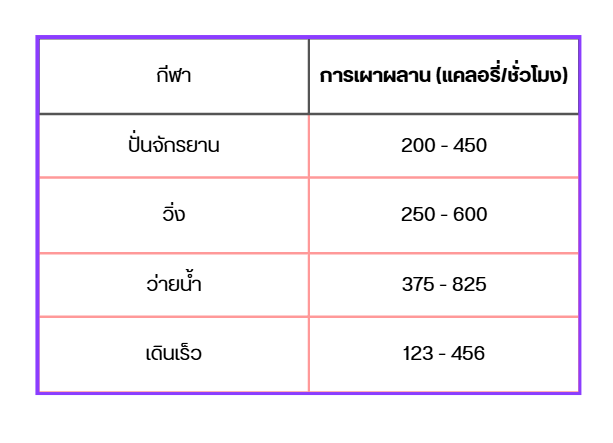 กีฬา การเผาผลาน (แคลอรี่/ชั่วโมง)
ปั่นจักรยาน 200 - 450
วิ่ง 250 - 600
ว่ายน้ำ 375 - 825
เดินเร็ว 123 - 456